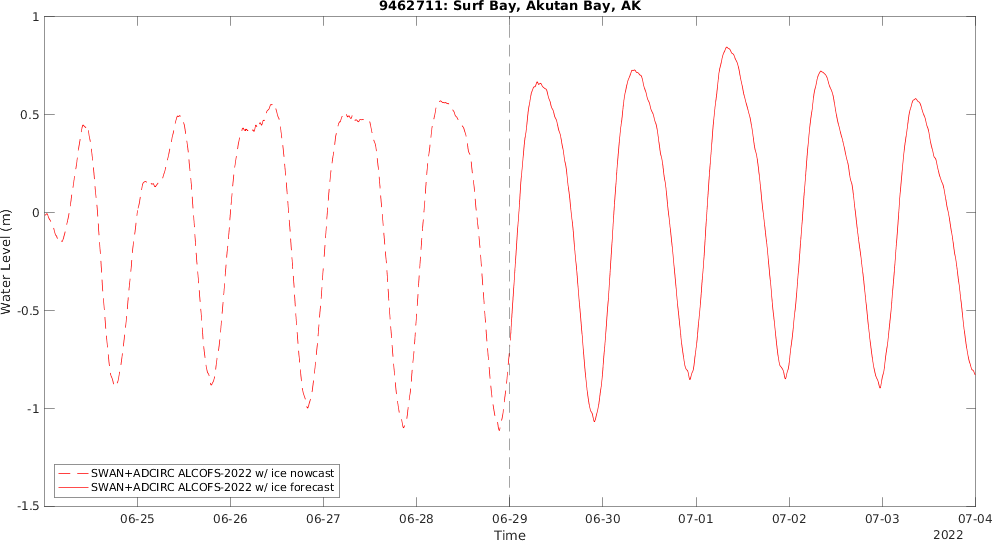 9462711: Surf Bay, Akutan Bay, AK
1
0.5
0
-0.5
-1
-1.5
Water Level (m)
SWAN+ADCIRC ALCOFS-2022 w/ ice nowcast
SWAN+ADCIRC ALCOFS-2022 w/ ice forecast
06-25 06-26 06-27 06-28 06-29 06-30 07-01 07-02 07-03 07-04
Time
2022